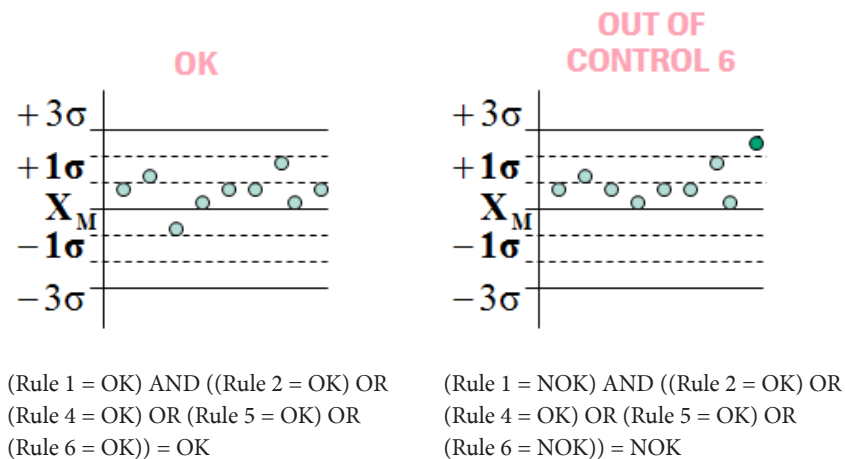 OK
+3σ
+1σ
X_M
−1σ
−3σ
(Rule 1 = OK) AND ((Rule 2 = OK) OR
(Rule 4 = OK) OR (Rule 5 = OK) OR
(Rule 6 = OK)) = OK
OUT OF
CONTROL 6
+3σ
+1σ
X_M
−1σ
−3σ
(Rule 1 = NOK) AND ((Rule 2 = OK) OR
(Rule 4 = OK) OR (Rule 5 = OK) OR
(Rule 6 = NOK)) = NOK